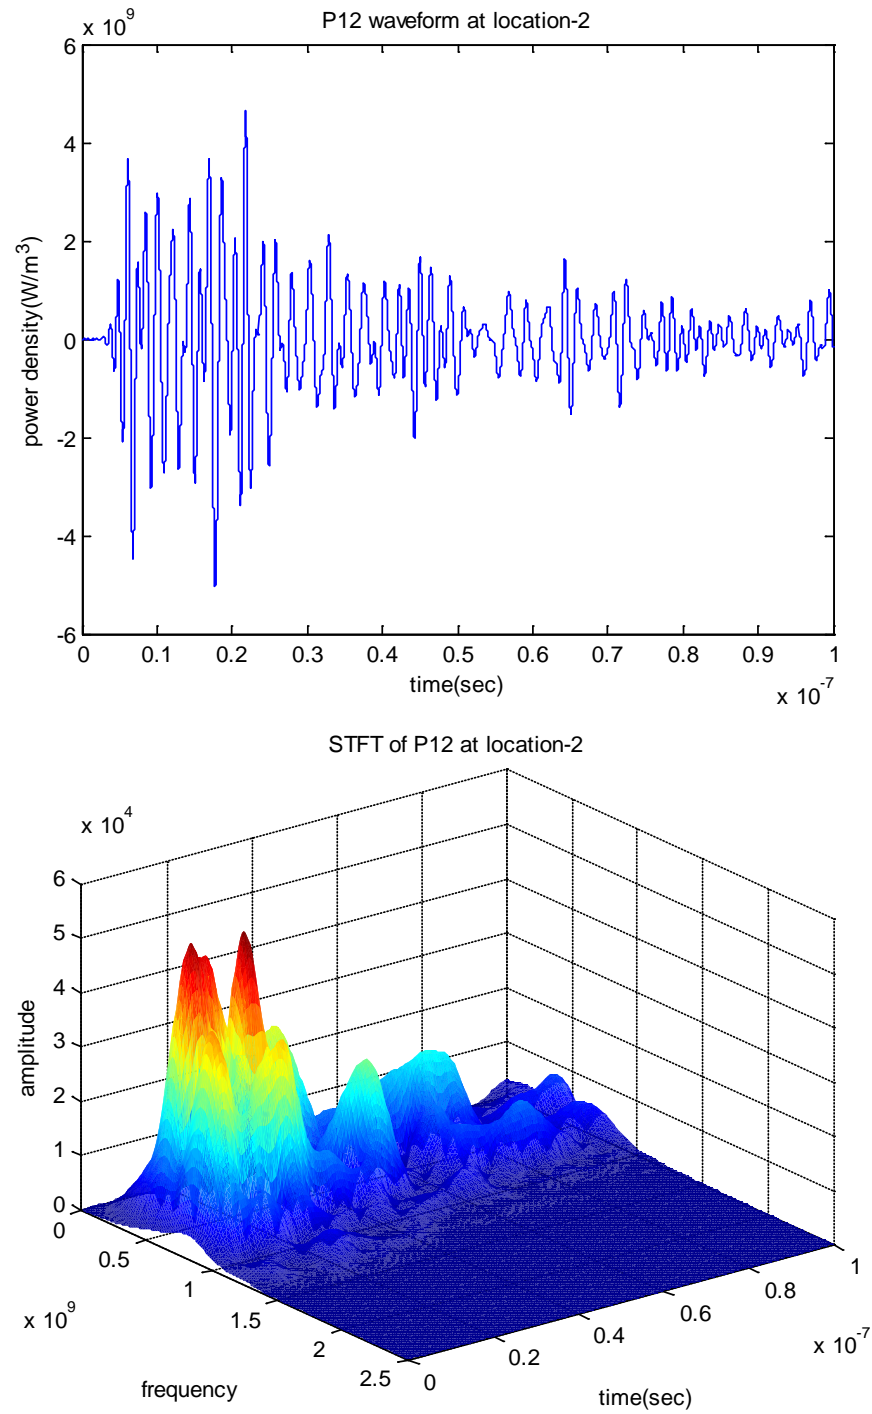 P12 waveform at location-2
x 10^9
6
4
2
0
-2
-4
-6
power density(W/m^3)
0 0.1 0.2 0.3 0.4 0.5 0.6 0.7 0.8 0.9 1
time(sec)
x 10^-7
STFT of P12 at location-2
x 10^4
6
5
4
3
2
1
0
amplitude
0
0.5
1
1.5
2
2.5
x 10^9
frequency
0
0.2
0.4
0.6
0.8
1
x 10^-7
time(sec)